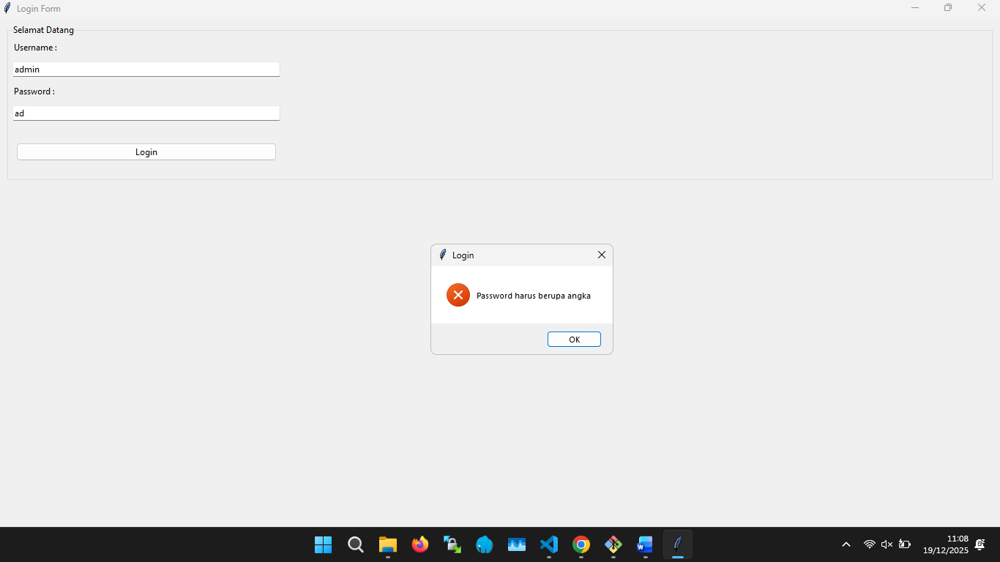 Login Form
Selamat Datang
Username :
admin
Password :
ad
Login
Login
Password harus berupa angka
OK
11:08
19/12/2025